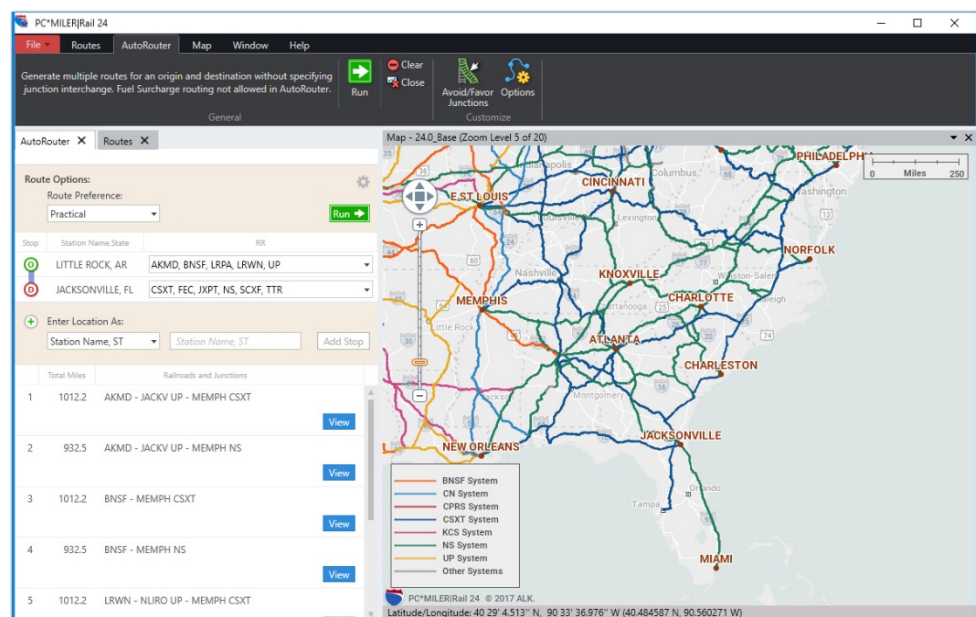 PC*MILER|Rail 24
File Routes AutoRouter Map Window Help
Generate multiple routes for an origin and destination without specifying
junction interchange. Fuel Surcharge routing not allowed in AutoRouter.
Run
Clear
Close
Avoid/Favor
Junctions
Options
General
Customize
AutoRouter X Routes X
Route Options:
Route Preference:
Practical
Run
Stop Station Name,State RR
O LITTLE ROCK, AR AKMD, BNSF, LRPA, LRWN, UP
D JACKSONVILLE, FL CSXT, FEC, JXPT, NS, SCXF, TTR
Enter Location As:
Station Name, ST Station Name, ST Add Stop
Total Miles Railroads and Junctions
1 1012.2 AKMD - JACKV UP - MEMPH CSXT
View
2 932.5 AKMD - JACKV UP - MEMPH NS
View
3 1012.2 BNSF - MEMPH CSXT
View
4 932.5 BNSF - MEMPH NS
View
5 1012.2 LRWN - NLIRO UP - MEMPH CSXT
Map - 24.0_Base (Zoom Level 5 of 20)
PHILADELPHIA
0 Miles 250
Indianapolis
Columbus
CINCINNATI
Washington
E ST LOUIS
Louisville
Lexington
NORFOLK
Nashville
KNOXVILLE
Winston-Salem
MEMPHIS
Chattanooga
CHARLOTTE
Raleigh
Little Rock
ATLANTA
CHARLESTON
Jackson
Montgomery
JACKSONVILLE
NEW ORLEANS
Orlando
Tampa
MIAMI
BNSF System
CN System
CPRS System
CSXT System
KCS System
NS System
UP System
Other Systems
PC*MILER|Rail 24 © 2017 ALK.
Latitude/Longitude: 40 29' 4.513'' N, 90 33' 36.976'' W (40.484587 N, 90.560271 W)